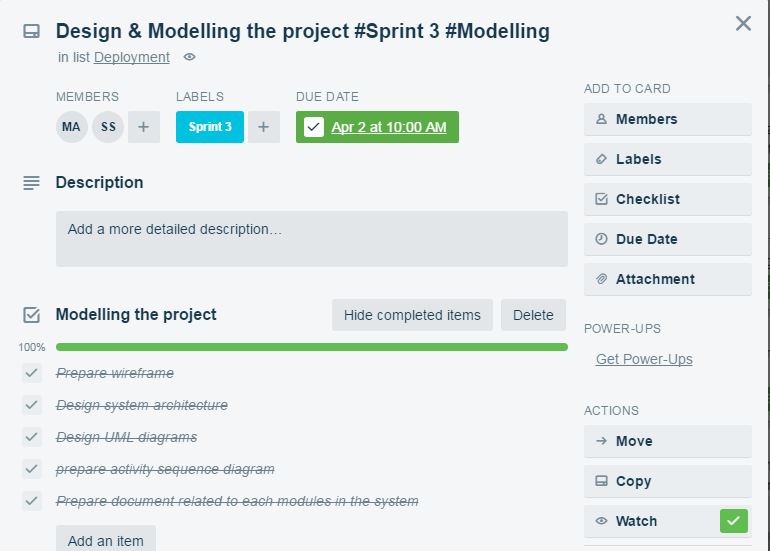 Design & Modelling the project #Sprint 3 #Modelling
in list Deployment
MEMBERS
MA SS +
LABELS
Sprint 3 +
DUE DATE
Apr 2 at 10:00 AM
Description
Add a more detailed description…
Modelling the project
Hide completed items
Delete
100%
Prepare wireframe
Design system architecture
Design UML diagrams
prepare activity sequence diagram
Prepare document related to each modules in the system
Add an item
ADD TO CARD
Members
Labels
Checklist
Due Date
Attachment
POWER-UPS
Get Power-Ups
ACTIONS
Move
Copy
Watch